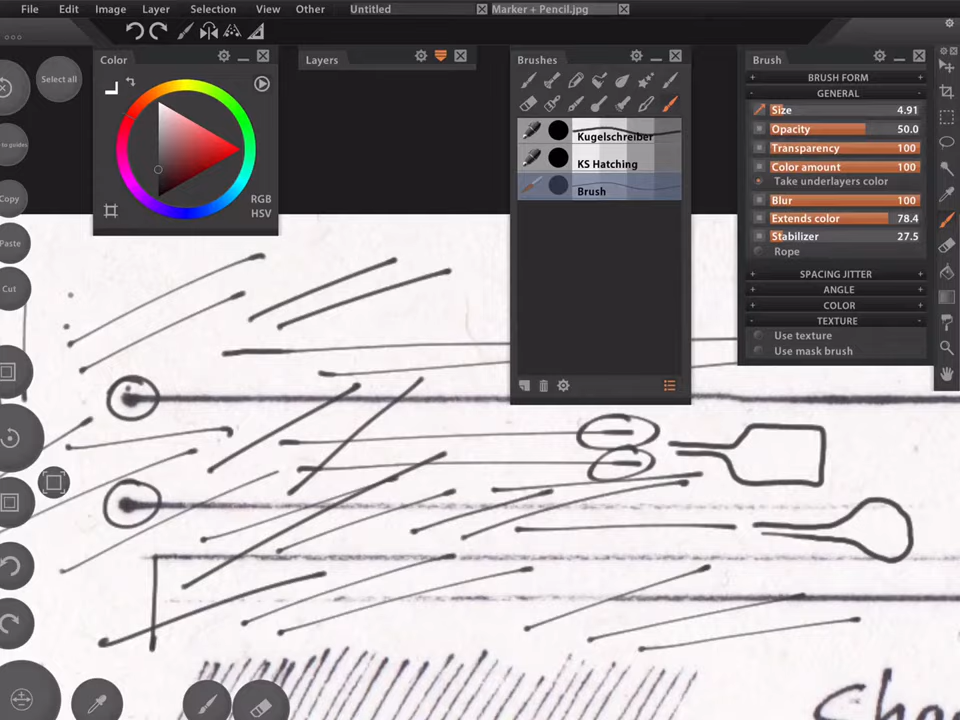 File Edit Image Layer Selection View Other Untitled Marker + Pencil.jpg
Select all
to guides
Copy
Paste
Cut
Color
RGB
HSV
Layers
Brushes
Kugelschreiber
KS Hatching
Brush
Brush
BRUSH FORM
GENERAL
Size 4.91
Opacity 50.0
Transparency 100
Color amount 100
Take underlayers color
Blur 100
Extends color 78.4
Stabilizer 27.5
Rope
SPACING JITTER
ANGLE
COLOR
TEXTURE
Use texture
Use mask brush